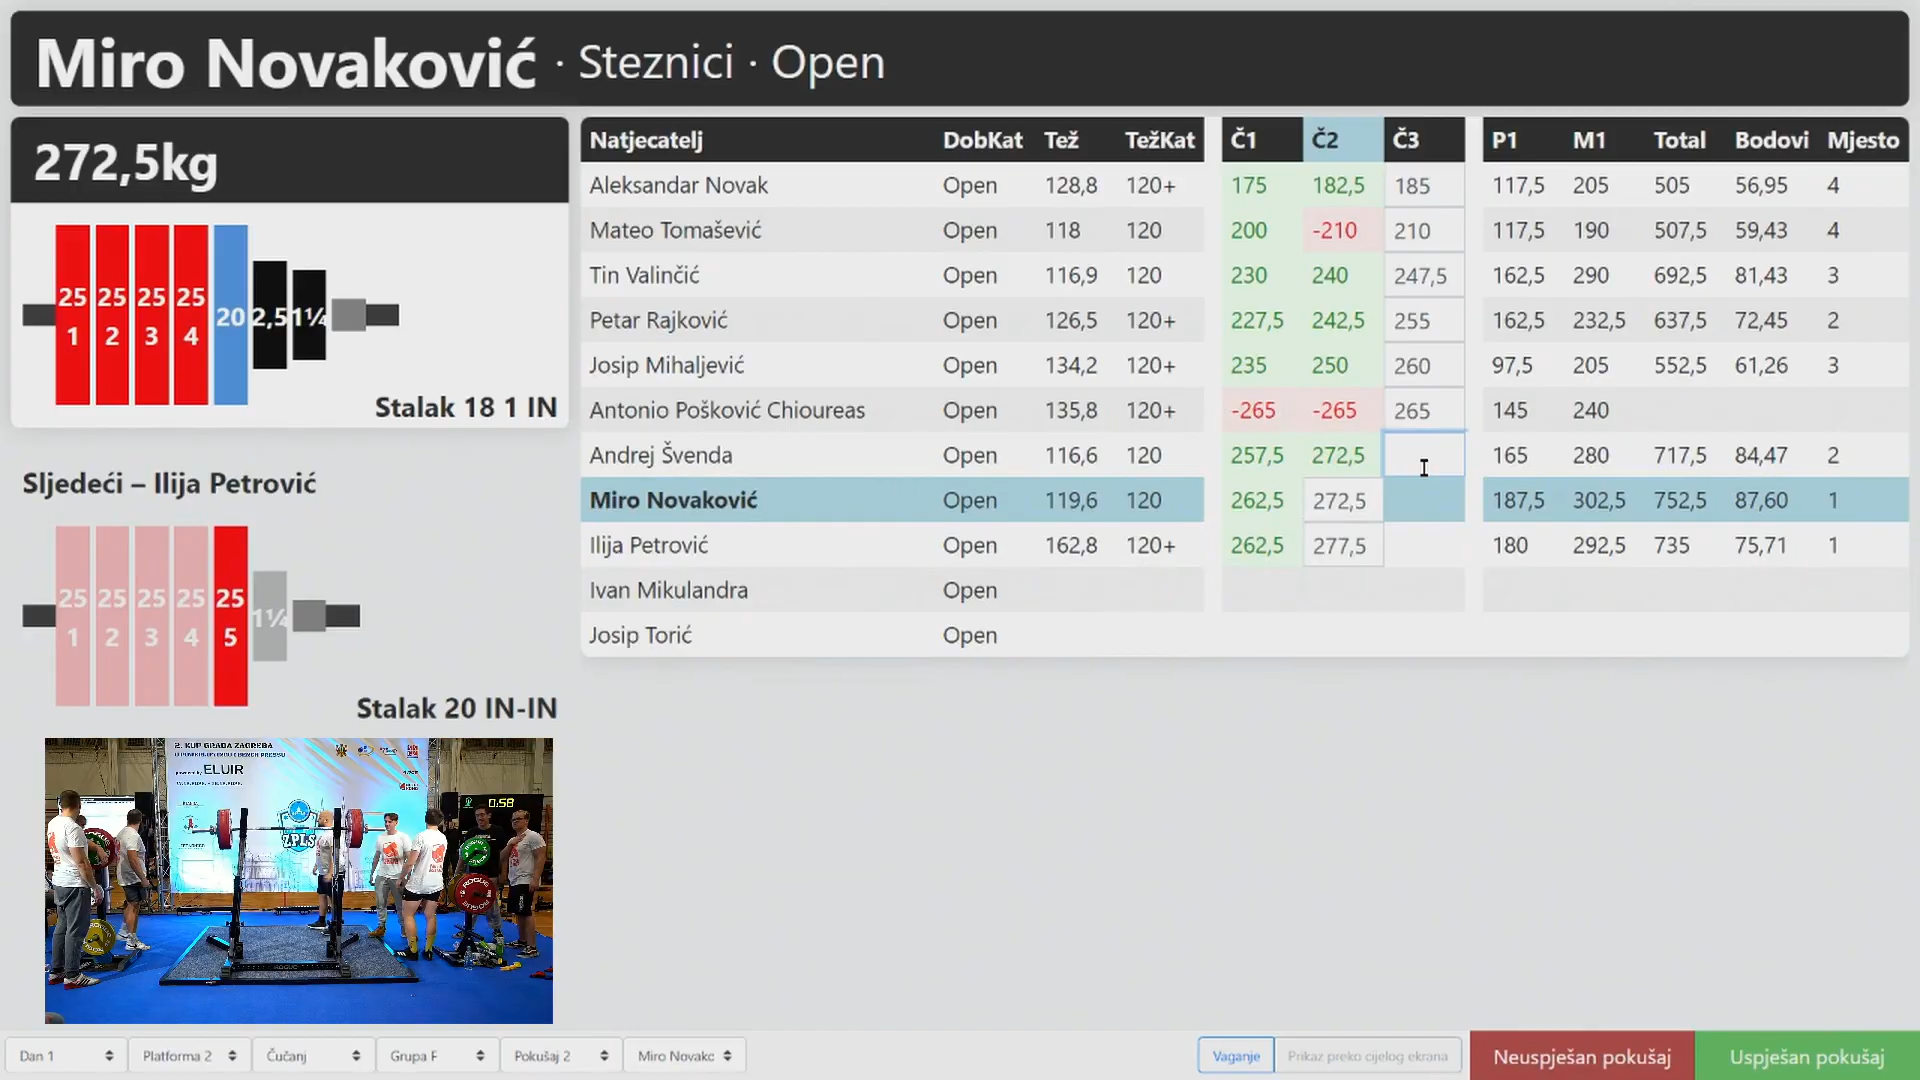 Miro Novaković · Steznici · Open
272,5kg
25 25 25 25 20 2,5 1¼
1 2 3 4
Stalak 18 1 IN
Sljedeći – Ilija Petrović
25 25 25 25 25 1¼
1 2 3 4 5
Stalak 20 IN-IN
2. KUP GRADA ZAGREBA
powered by ELUIR
ZPLS
0:58
ROGUE
Natjecatelj DobKat Tež TežKat Č1 Č2 Č3 P1 M1 Total Bodovi Mjesto
Aleksandar Novak Open 128,8 120+ 175 182,5 185 117,5 205 505 56,95 4
Mateo Tomašević Open 118 120 200 -210 210 117,5 190 507,5 59,43 4
Tin Valinčić Open 116,9 120 230 240 247,5 162,5 290 692,5 81,43 3
Petar Rajković Open 126,5 120+ 227,5 242,5 255 162,5 232,5 637,5 72,45 2
Josip Mihaljević Open 134,2 120+ 235 250 260 97,5 205 552,5 61,26 3
Antonio Pošković Chioureas Open 135,8 120+ -265 -265 265 145 240
Andrej Švenda Open 116,6 120 257,5 272,5 165 280 717,5 84,47 2
Miro Novaković Open 119,6 120 262,5 272,5 187,5 302,5 752,5 87,60 1
Ilija Petrović Open 162,8 120+ 262,5 277,5 180 292,5 735 75,71 1
Ivan Mikulandra Open
Josip Torić Open
Dan 1 Platforma 2 Čučanj Grupa F Pokušaj 2 Miro Novakc Vaganje Prikaz preko cijelog ekrana Neuspješan pokušaj Uspješan pokušaj